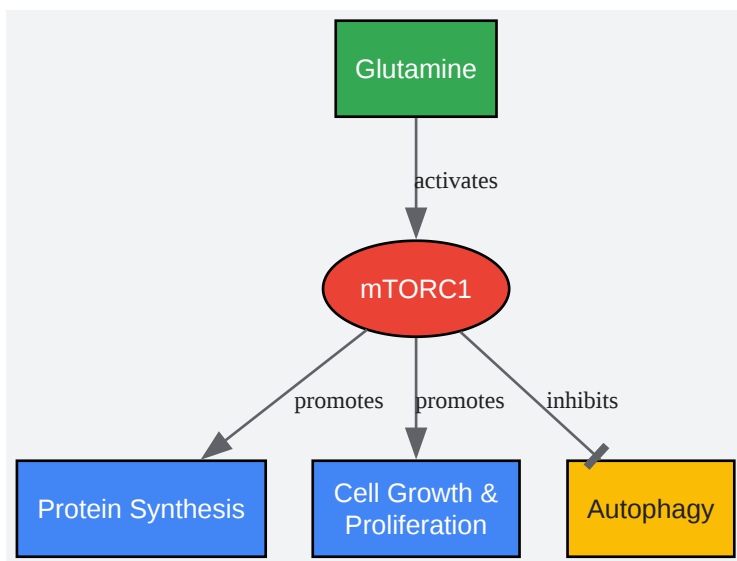 Glutamine
activates
mTORC1
promotes
promotes
inhibits
Protein Synthesis
Cell Growth &
Proliferation
Autophagy